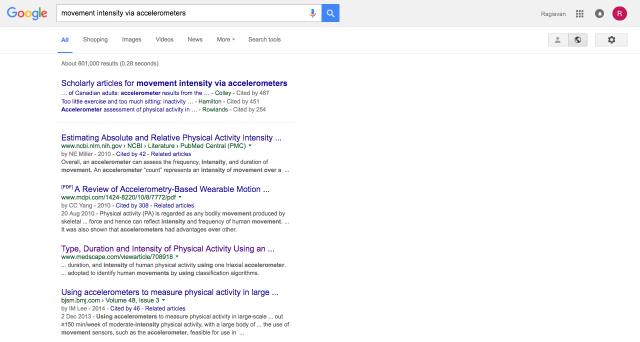 Google movement intensity via accelerometers Ragiavan R
All Shopping Images Videos News More Search tools
About 601,000 results (0.28 seconds)
Scholarly articles for movement intensity via accelerometers
... of Canadian adults: accelerometer results from the ... - Colley - Cited by 467
Too little exercise and too much sitting: inactivity ... - Hamilton - Cited by 451
Accelerometer assessment of physical activity in ... - Rowlands - Cited by 254
Estimating Absolute and Relative Physical Activity Intensity ...
www.ncbi.nlm.nih.gov › NCBI › Literature › PubMed Central (PMC)
by NE Miller - 2010 - Cited by 42 - Related articles
Overall, an accelerometer can assess the frequency, intensity, and duration of
movement. An accelerometer "count" represents an intensity of movement over a ...
[PDF] A Review of Accelerometry-Based Wearable Motion ...
www.mdpi.com/1424-8220/10/8/7772/pdf
by CC Yang - 2010 - Cited by 308 - Related articles
20 Aug 2010 - Physical activity (PA) is regarded as any bodily movement produced by
skeletal ... force and hence can reflect intensity and frequency of human movement. ...
It was also shown that accelerometers had advantages over other.
Type, Duration and Intensity of Physical Activity Using an ...
www.medscape.com/viewarticle/708918
... duration, and intensity of human physical activity using one triaxial accelerometer.
... adopted to identify human movements by using classification algorithms.
Using accelerometers to measure physical activity in large ...
bjsm.bmj.com › Volume 48, Issue 3
by IM Lee - 2014 - Cited by 46 - Related articles
2 Dec 2013 - Using accelerometers to measure physical activity in large-scale ... out
≥150 min/week of moderate-intensity physical activity, with a large body of ... the use of
movement sensors, such as the accelerometer, feasible for use in ...